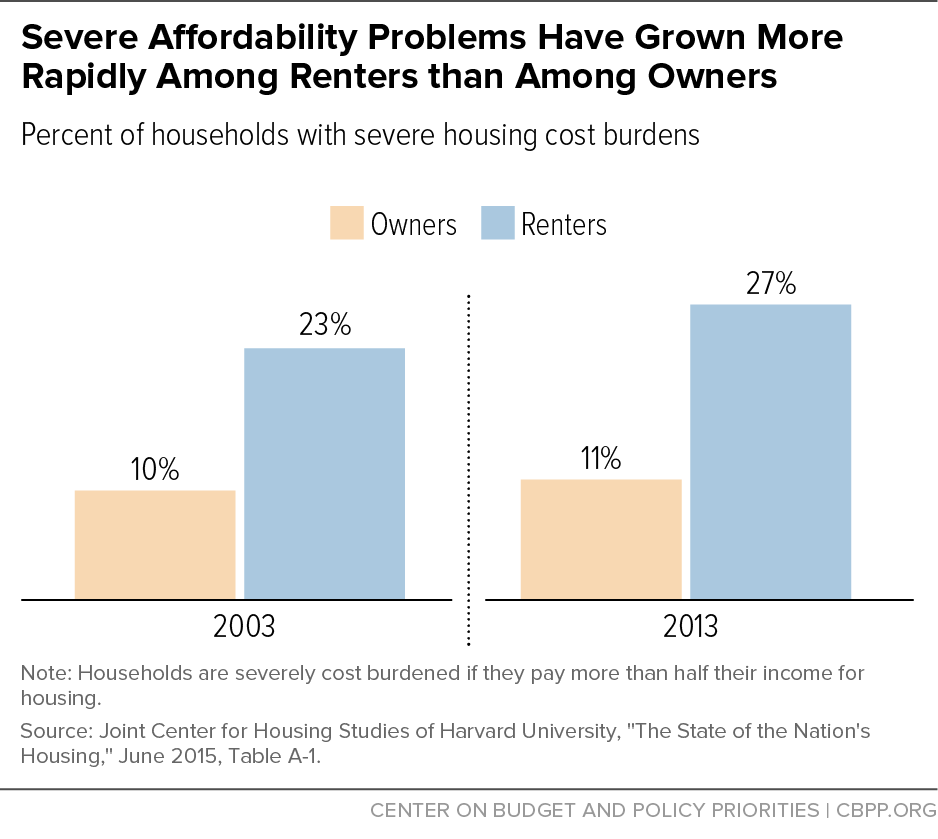 Severe Affordability Problems Have Grown More
Rapidly Among Renters than Among Owners
Percent of households with severe housing cost burdens
Owners Renters
10% 23% 11% 27%
2003 2013
Note: Households are severely cost burdened if they pay more than half their income for
housing.
Source: Joint Center for Housing Studies of Harvard University, "The State of the Nation's
Housing," June 2015, Table A-1.
CENTER ON BUDGET AND POLICY PRIORITIES | CBPP.ORG